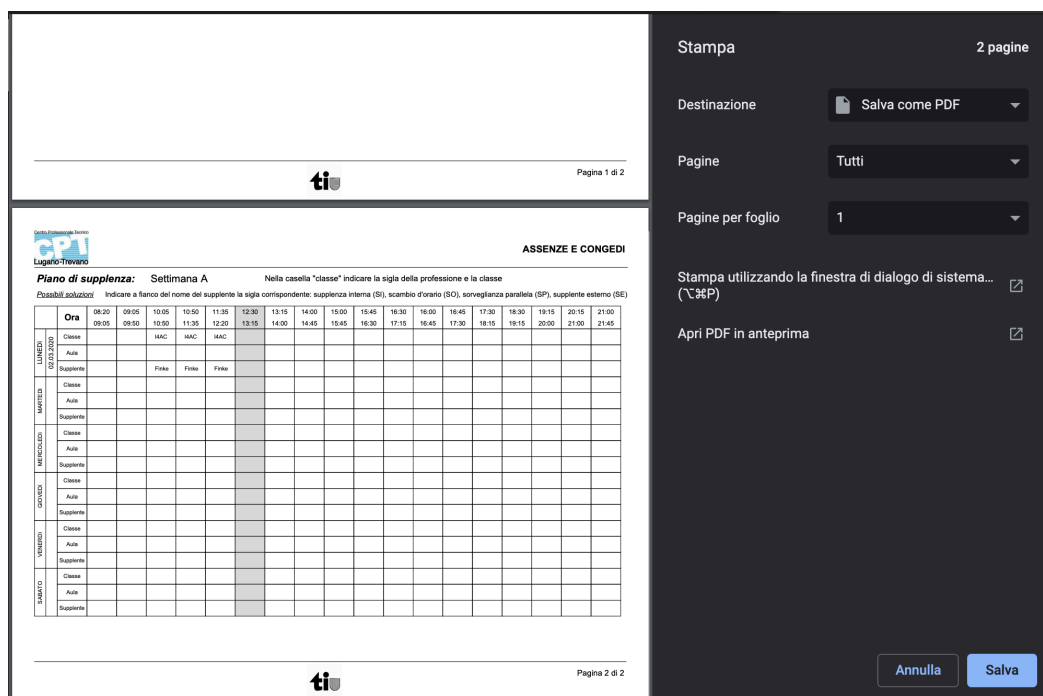 ti
Pagina 1 di 2
Centro Professionale Tecnico
CPT
Lugano-Trevano
ASSENZE E CONGEDI
Piano di supplenza: Settimana A Nella casella "classe" indicare la sigla della professione e la classe
Possibili soluzioni Indicare a fianco del nome del supplente la sigla corrispondente: supplenza interna (SI), scambio d'orario (SO), sorveglianza parallela (SP), supplente esterno (SE)
Ora 08:20 09:05 10:05 10:50 11:35 12:30 13:15 14:00 15:00 15:45 16:30 16:00 16:45 17:30 18:30 19:15 20:15 21:00
09:05 09:50 10:50 11:35 12:20 13:15 14:00 14:45 15:45 16:30 17:15 16:45 17:30 18:15 19:15 20:00 21:00 21:45
LUNEDI
02.03.2020
Classe I4AC I4AC I4AC
Aula
Supplente Finke Finke Finke
MARTEDI
Classe
Aula
Supplente
MERCOLEDI
Classe
Aula
Supplente
GIOVEDI
Classe
Aula
Supplente
VENERDI
Classe
Aula
Supplente
SABATO
Classe
Aula
Supplente
ti
Pagina 2 di 2
Stampa 2 pagine
Destinazione Salva come PDF
Pagine Tutti
Pagine per foglio 1
Stampa utilizzando la finestra di dialogo di sistema...
(⌥⌘P)
Apri PDF in anteprima
Annulla Salva